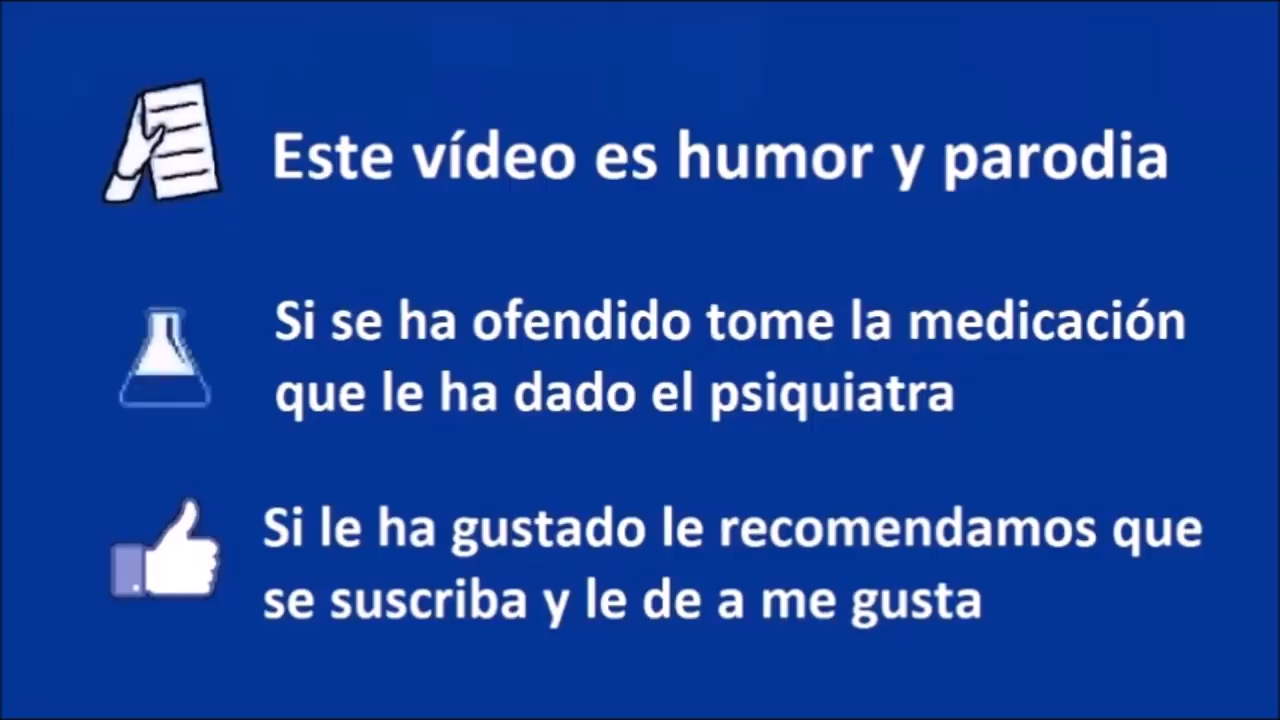 Este vídeo es humor y parodia
Si se ha ofendido tome la medicación
que le ha dado el psiquiatra
Si le ha gustado le recomendamos que
se suscriba y le de a me gusta